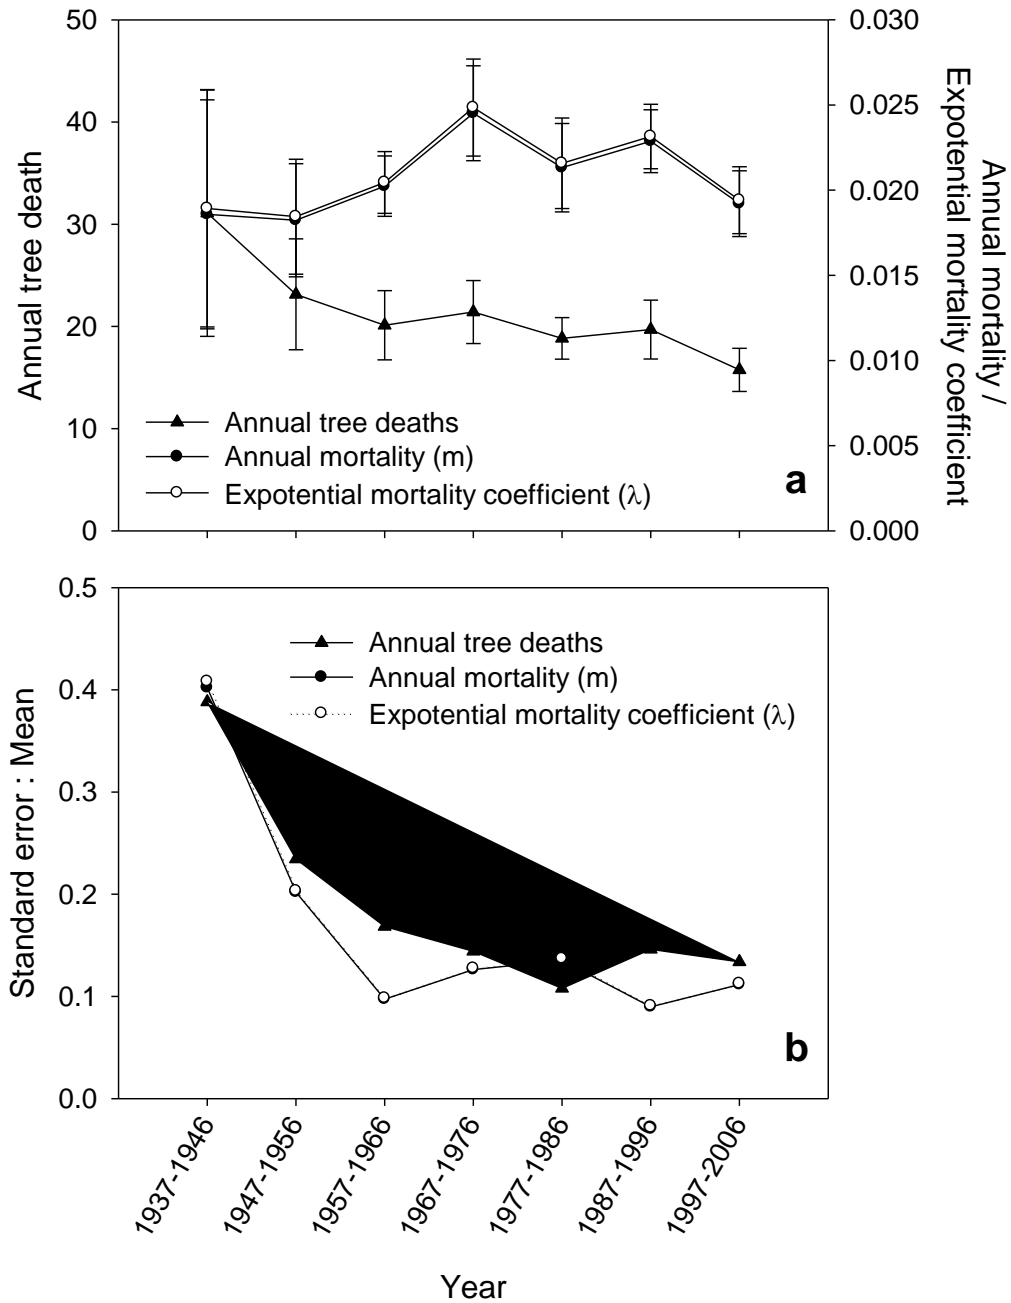 50
40
30
20
10
0
Annual tree death
0.030
0.025
0.020
0.015
0.010
0.005
0.000
Annual mortality /
Expotential mortality coefficient
Annual tree deaths
Annual mortality (m)
Expotential mortality coefficient (λ)
a
0.5
0.4
0.3
0.2
0.1
0.0
Standard error : Mean
Annual tree deaths
Annual mortality (m)
Expotential mortality coefficient (λ)
b
1937-1946
1947-1956
1957-1966
1967-1976
1977-1986
1987-1996
1997-2006
Year